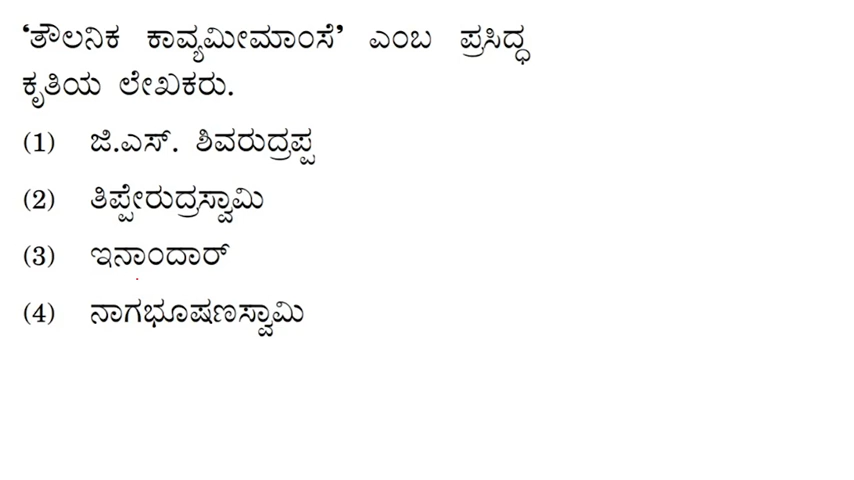 ‘ತೌಲನಿಕ ಕಾವ್ಯಮೀಮಾಂಸೆ’ ಎಂಬ ಪ್ರಸಿದ್ಧ
ಕೃತಿಯ ಲೇಖಕರು.
(1) ಜಿ.ಎಸ್. ಶಿವರುದ್ರಪ್ಪ
(2) ತಿಪ್ಪೇರುದ್ರಸ್ವಾಮಿ
(3) ಇನಾಂದಾರ್
(4) ನಾಗಭೂಷಣಸ್ವಾಮಿ